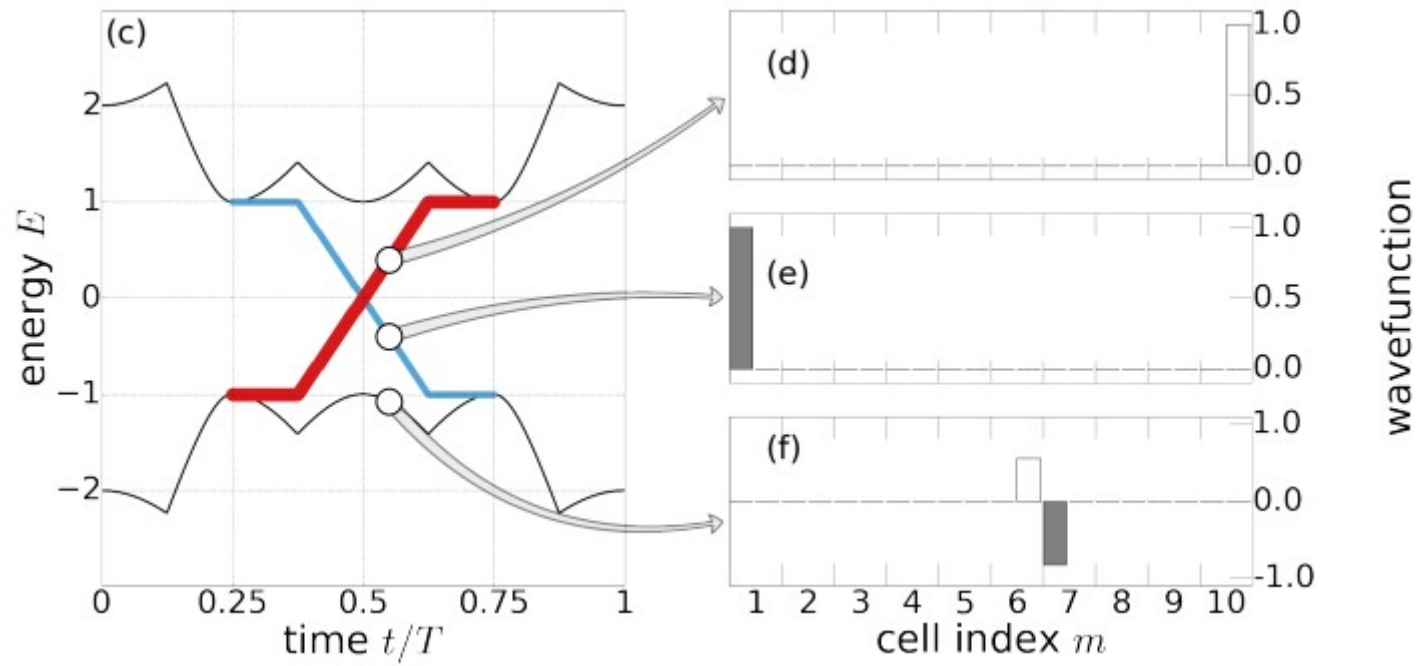 (c)
energy E
2
1
0
−1
−2
0 0.25 0.5 0.75 1
time t/T
(d)
1.0
0.5
0.0
(e)
1.0
0.5
0.0
(f)
1.0
0.0
-1.0
1 2 3 4 5 6 7 8 9 10
cell index m
wavefunction